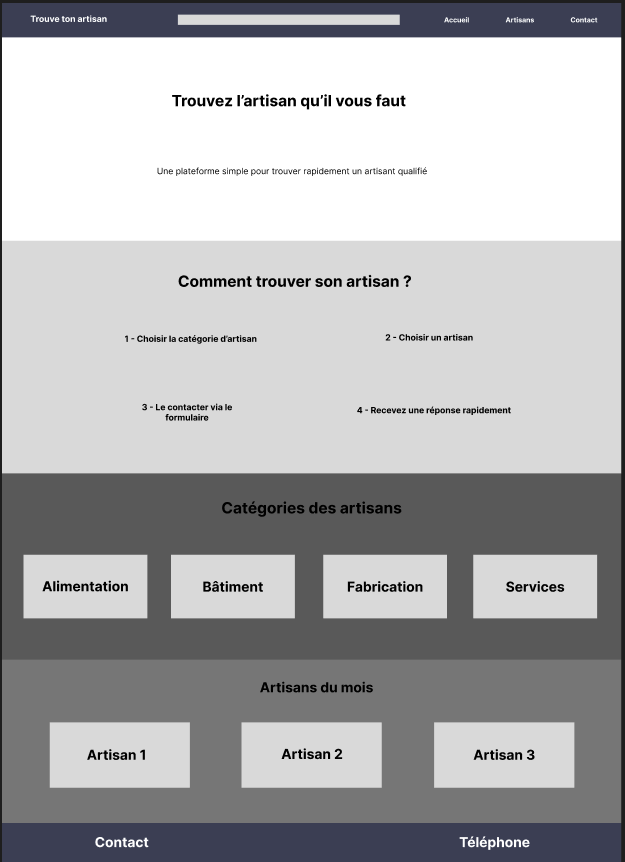 Trouve ton artisan
Accueil
Artisans
Contact
Trouvez l’artisan qu’il vous faut
Une plateforme simple pour trouver rapidement un artisant qualifié
Comment trouver son artisan ?
1 - Choisir la catégorie d’artisan
2 - Choisir un artisan
3 - Le contacter via le
formulaire
4 - Recevez une réponse rapidement
Catégories des artisans
Alimentation
Bâtiment
Fabrication
Services
Artisans du mois
Artisan 1
Artisan 2
Artisan 3
Contact
Téléphone